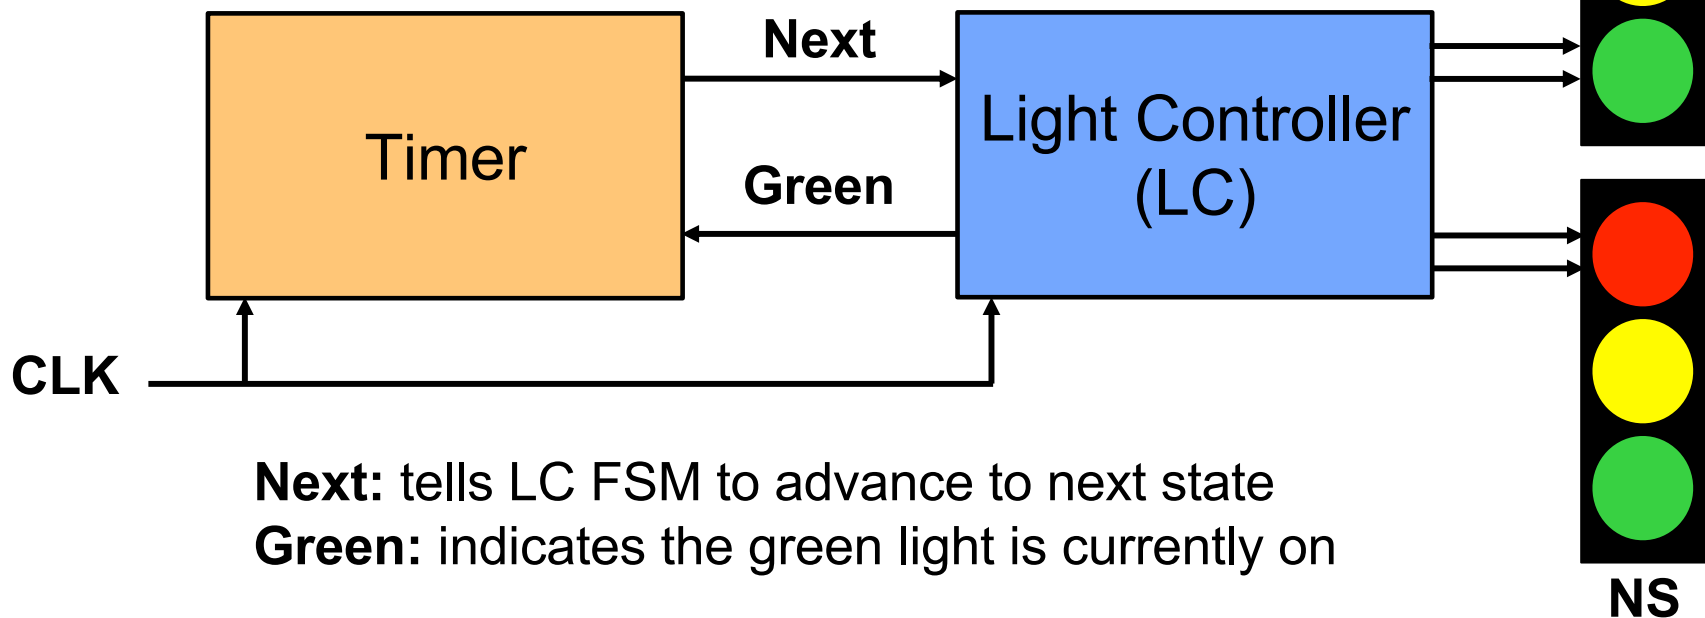 Next
Timer
Light Controller
(LC)
Green
CLK
Next: tells LC FSM to advance to next state
Green: indicates the green light is currently on
NS